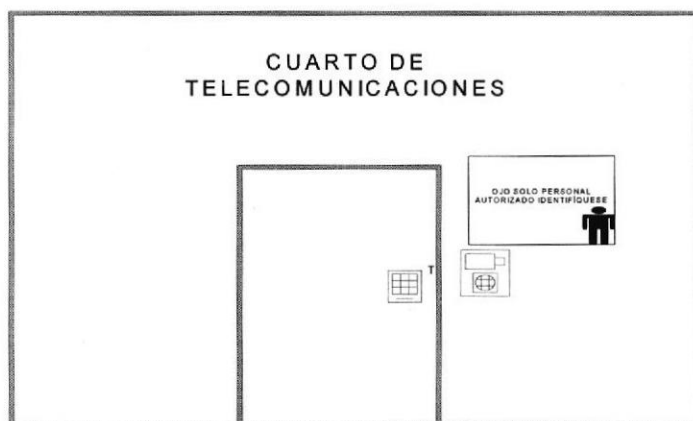 CUARTO DE
TELECOMUNICACIONES
OJO SOLO PERSONAL
AUTORIZADO IDENTIFÍQUESE
T